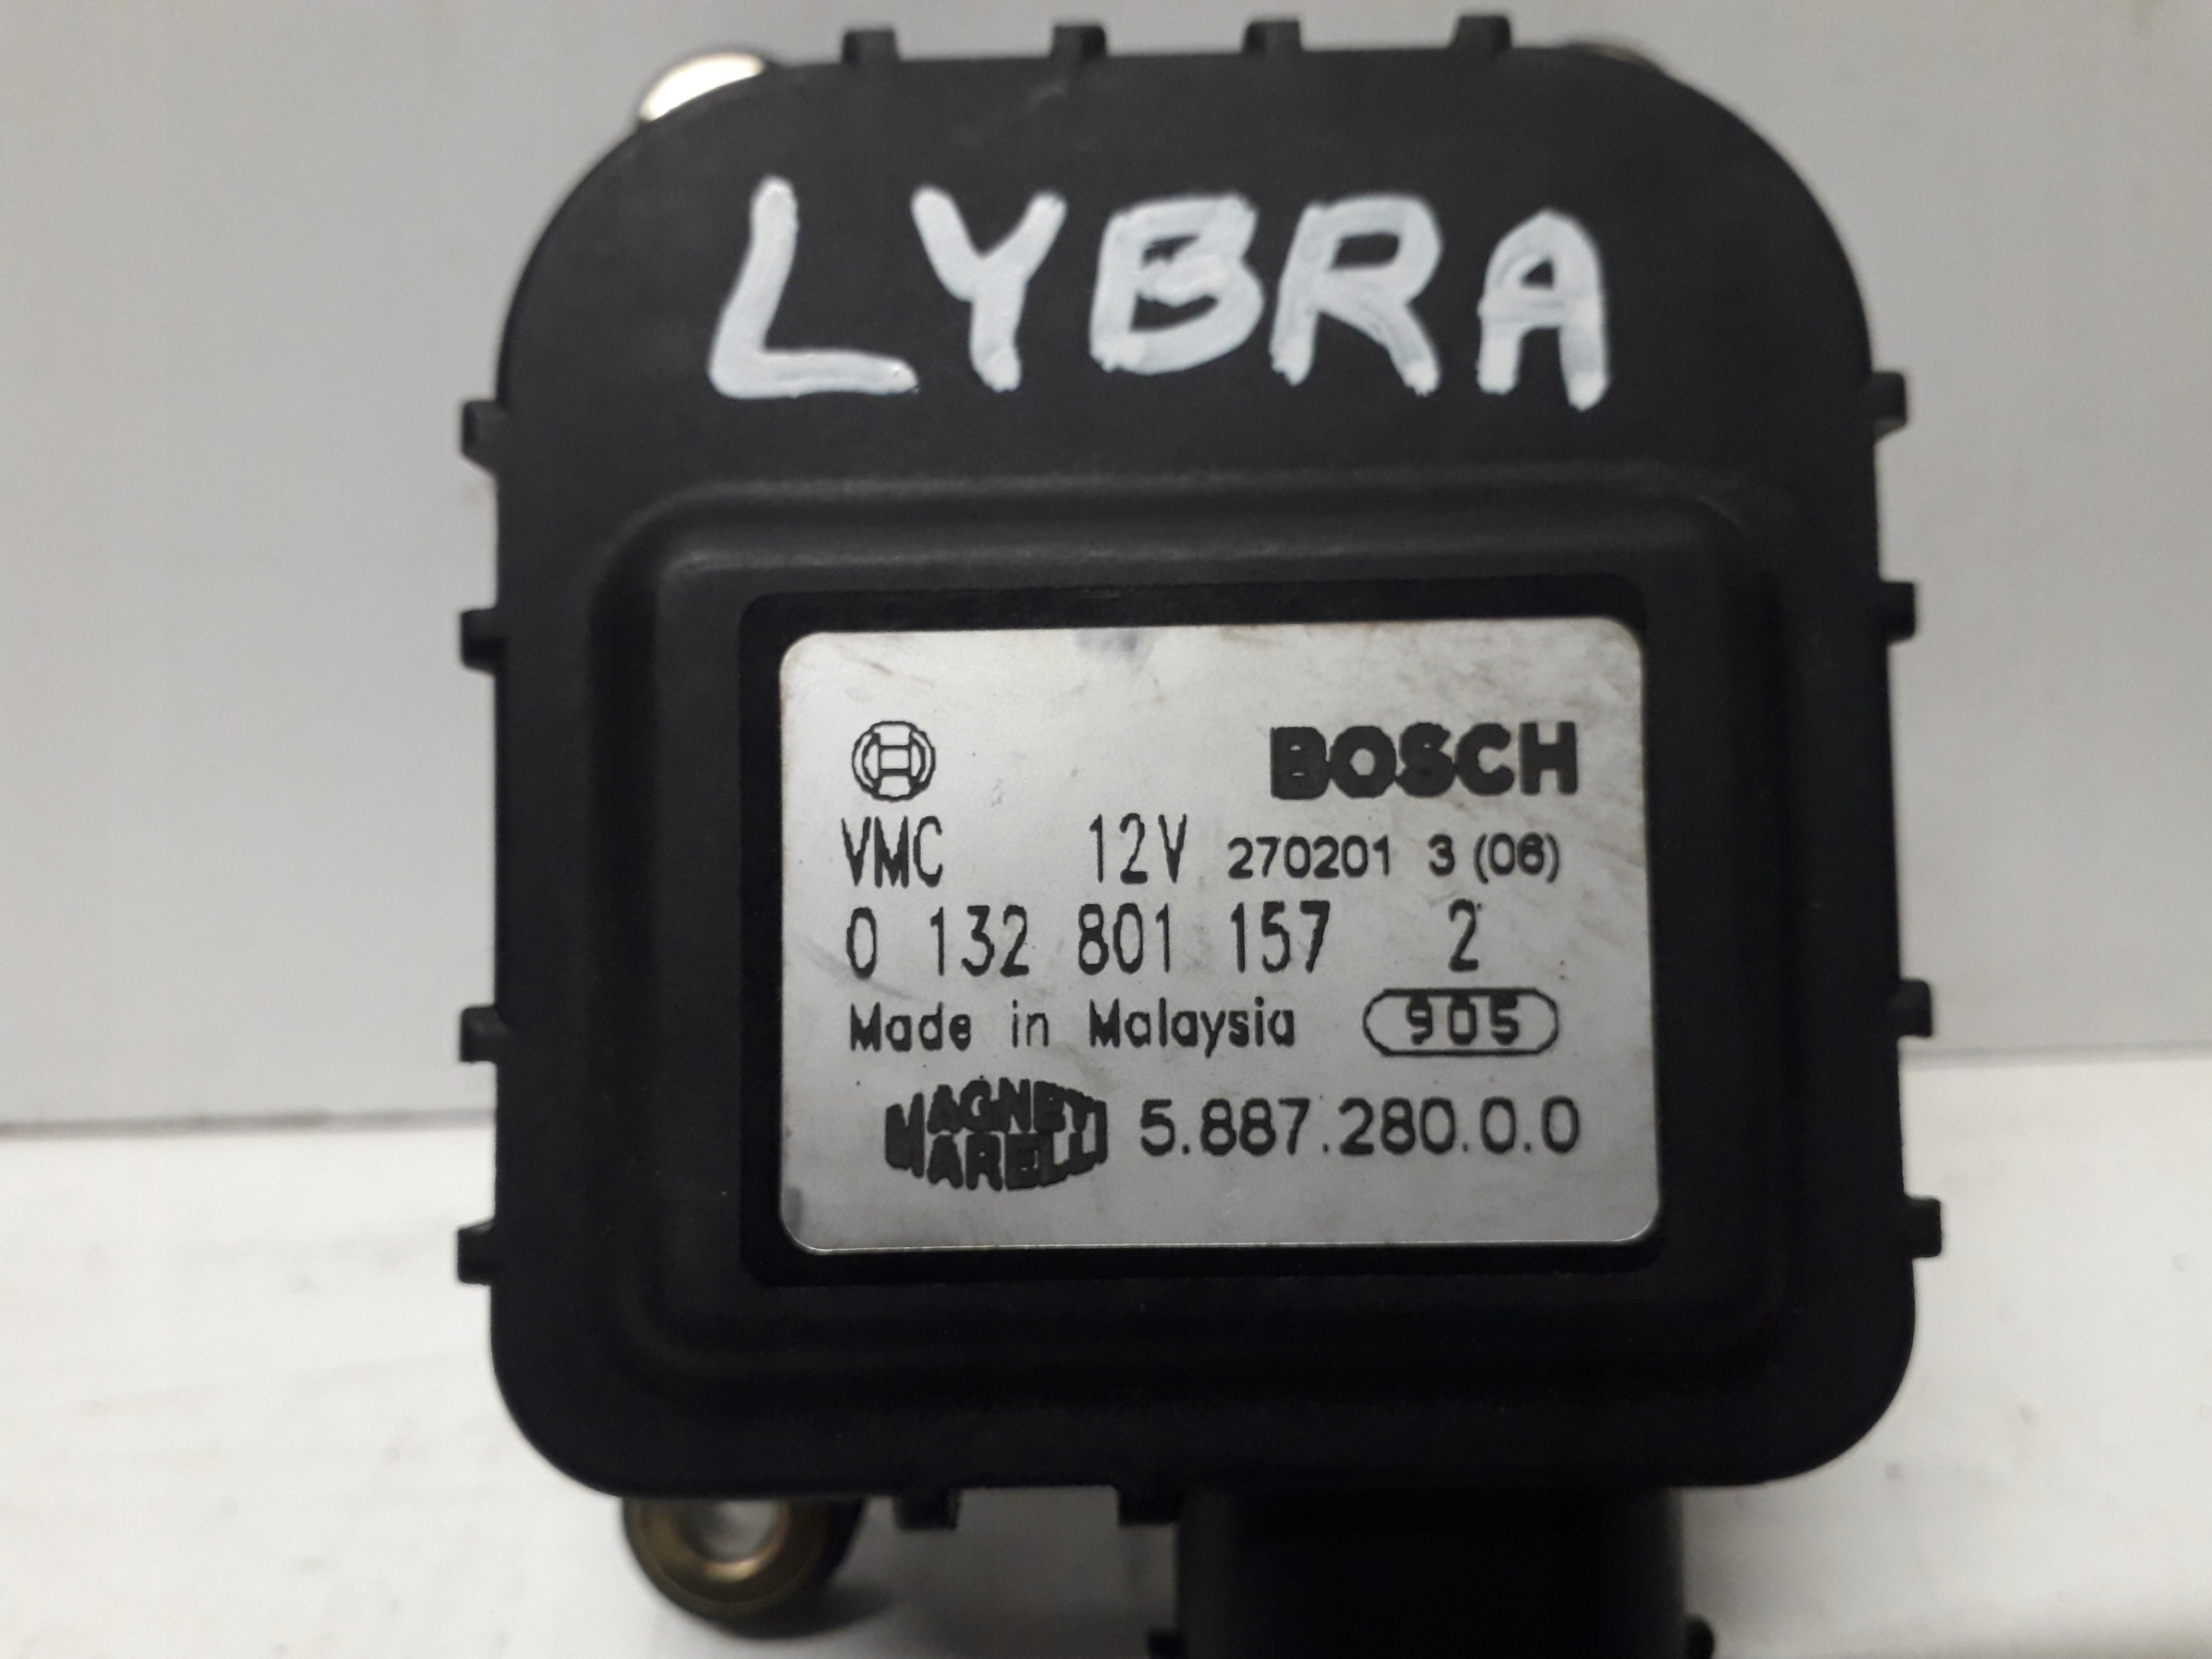 LYBRA
BOSCH
VMC 12V 270201 3 (06)
0 132 801 157 2
Made in Malaysia 905
MAGNETI MARELLI 5.887.280.0.0